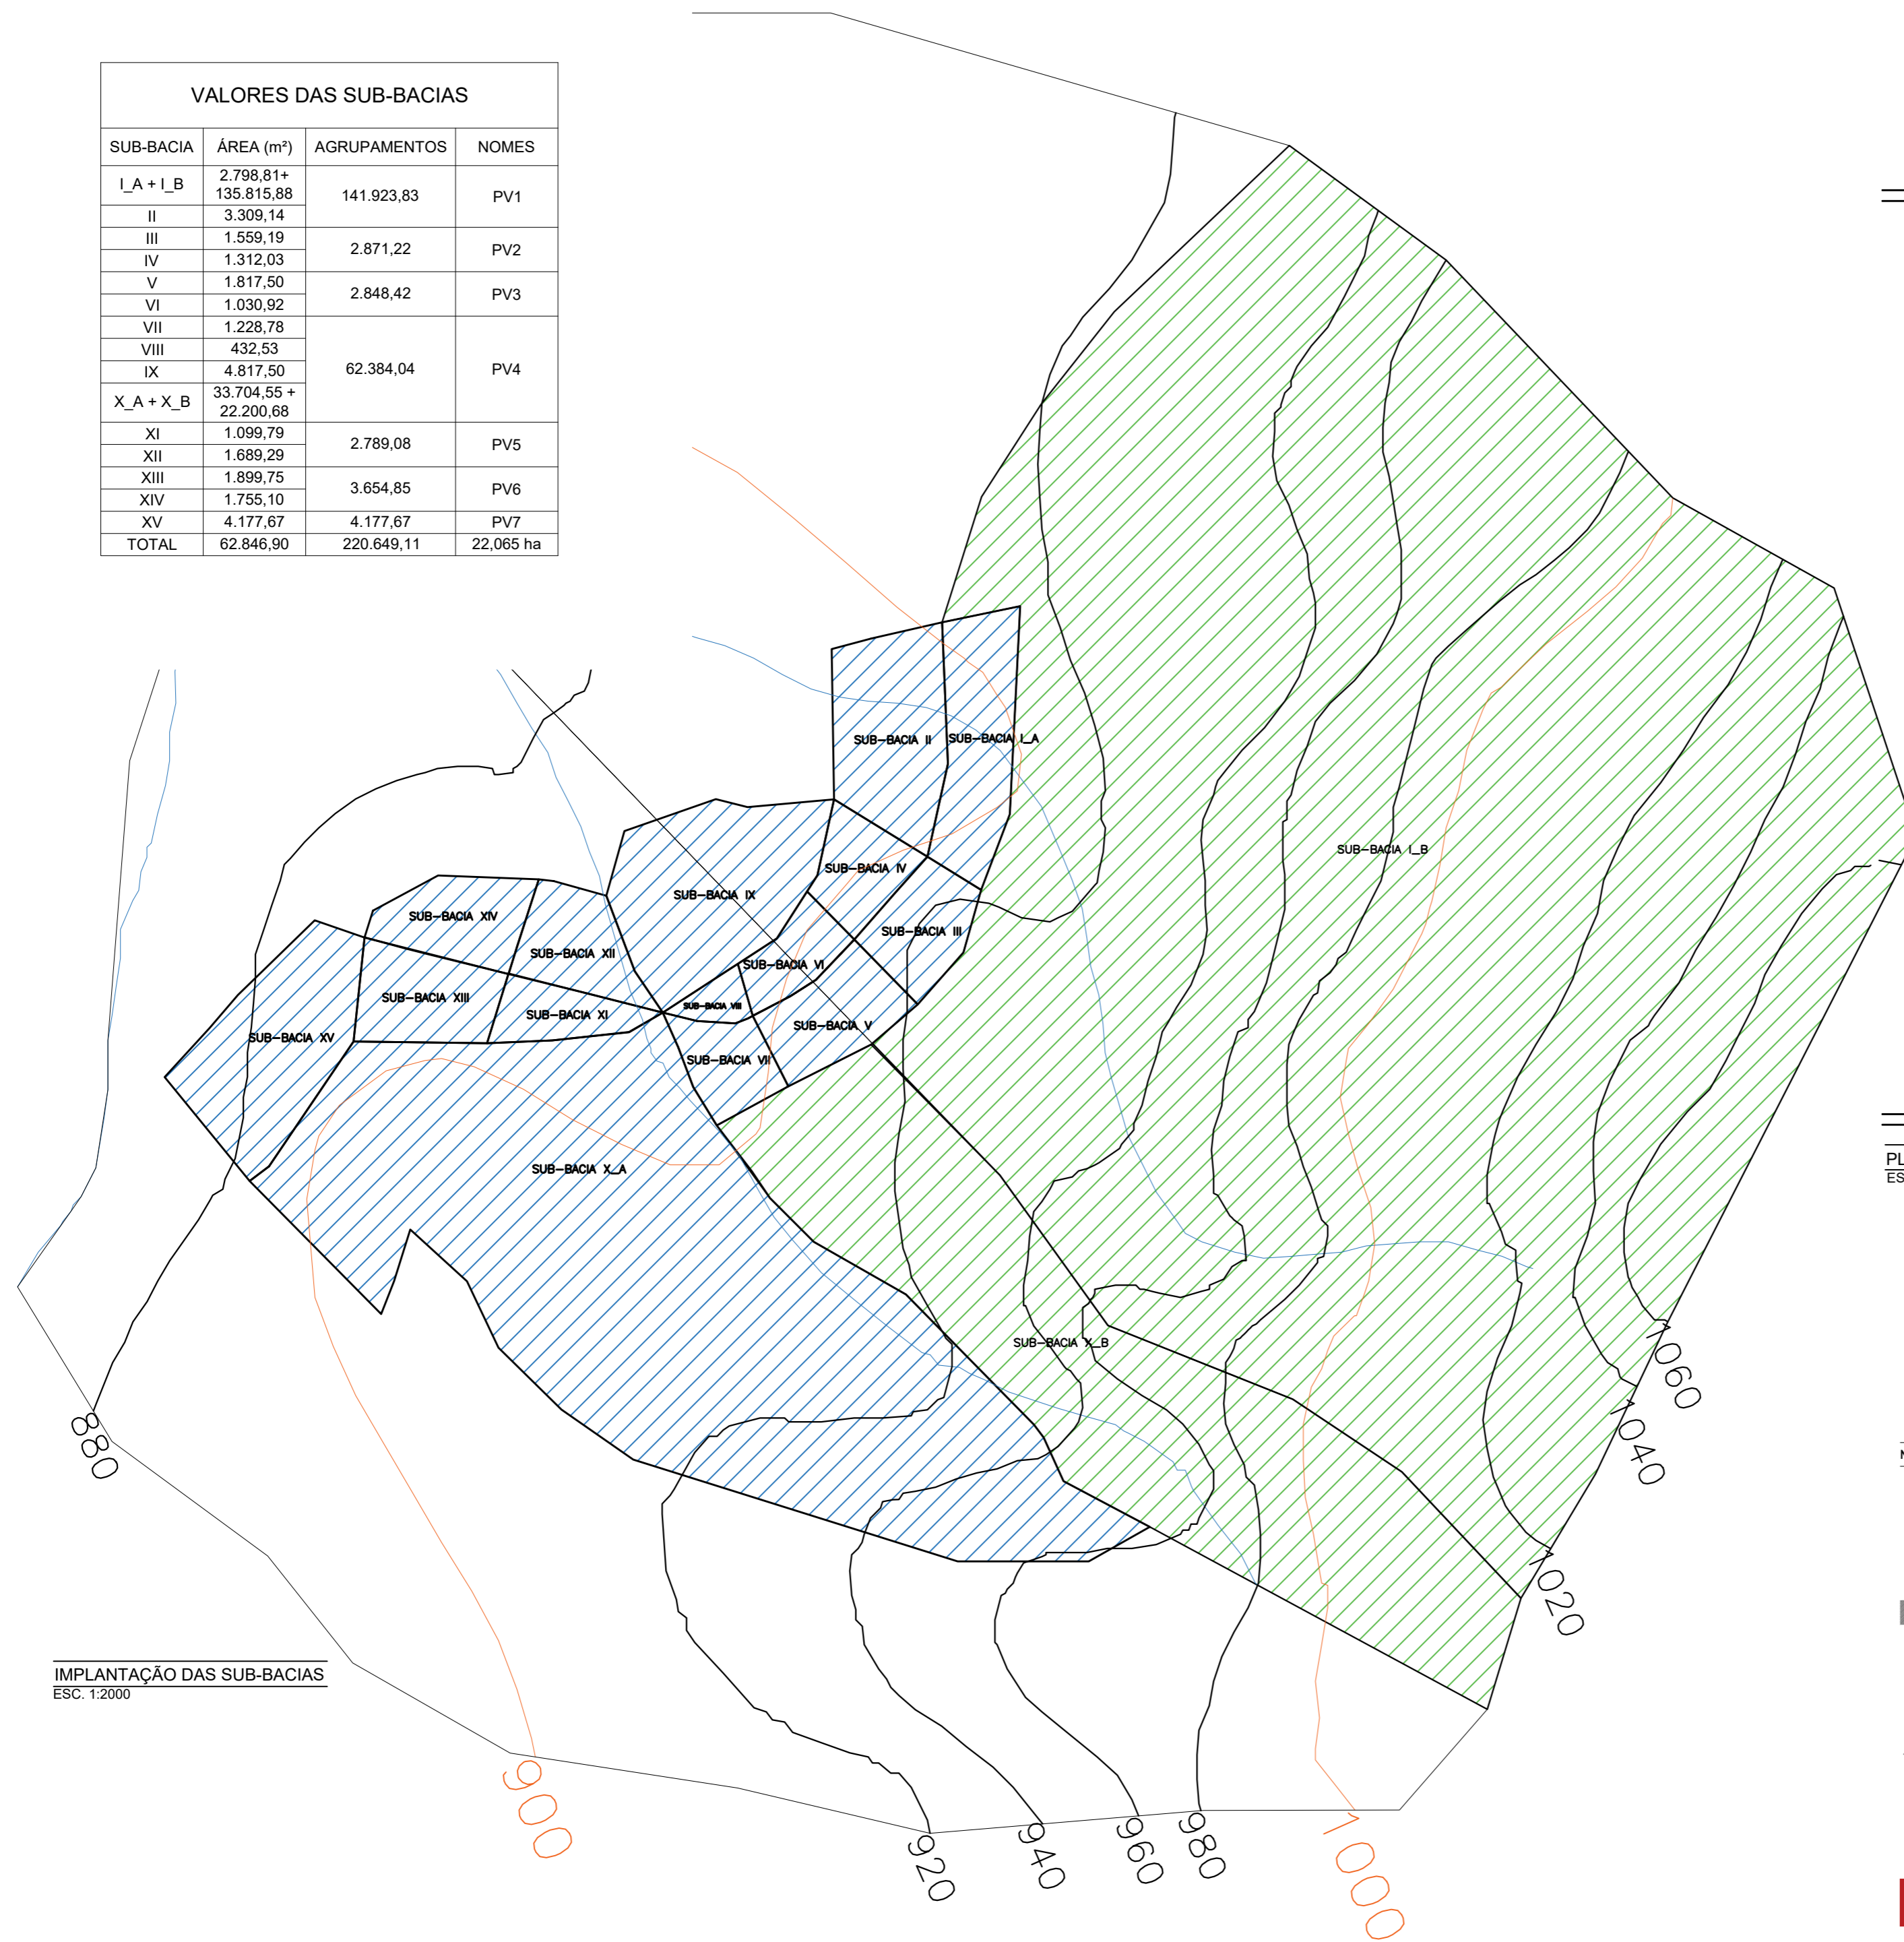 VALORES DAS SUB-BACIAS
SUB-BACIA ÁREA (m²) AGRUPAMENTOS NOMES
I_A + I_B 2.798,81+ 135.815,88 141.923,83 PV1
II 3.309,14
III 1.559,19 2.871,22 PV2
IV 1.312,03
V 1.817,50 2.848,42 PV3
VI 1.030,92
VII 1.228,78 62.384,04 PV4
VIII 432,53
IX 4.817,50
X_A + X_B 33.704,55 + 22.200,68
XI 1.099,79 2.789,08 PV5
XII 1.689,29
XIII 1.899,75 3.654,85 PV6
XIV 1.755,10
XV 4.177,67 4.177,67 PV7
TOTAL 62.846,90 220.649,11 22,065 ha
SUB-BACIA II
SUB-BACIA I_A
SUB-BACIA I_B
SUB-BACIA IV
SUB-BACIA IX
SUB-BACIA XIV
SUB-BACIA III
SUB-BACIA XII
SUB-BACIA VI
SUB-BACIA XIII
SUB-BACIA VIII
SUB-BACIA XI
SUB-BACIA V
SUB-BACIA XV
SUB-BACIA VII
SUB-BACIA X_A
SUB-BACIA X_B
PL
ES
1060
1040
880
1020
IMPLANTAÇÃO DAS SUB-BACIAS
ESC. 1:2000
900
920
940
960
980
1000